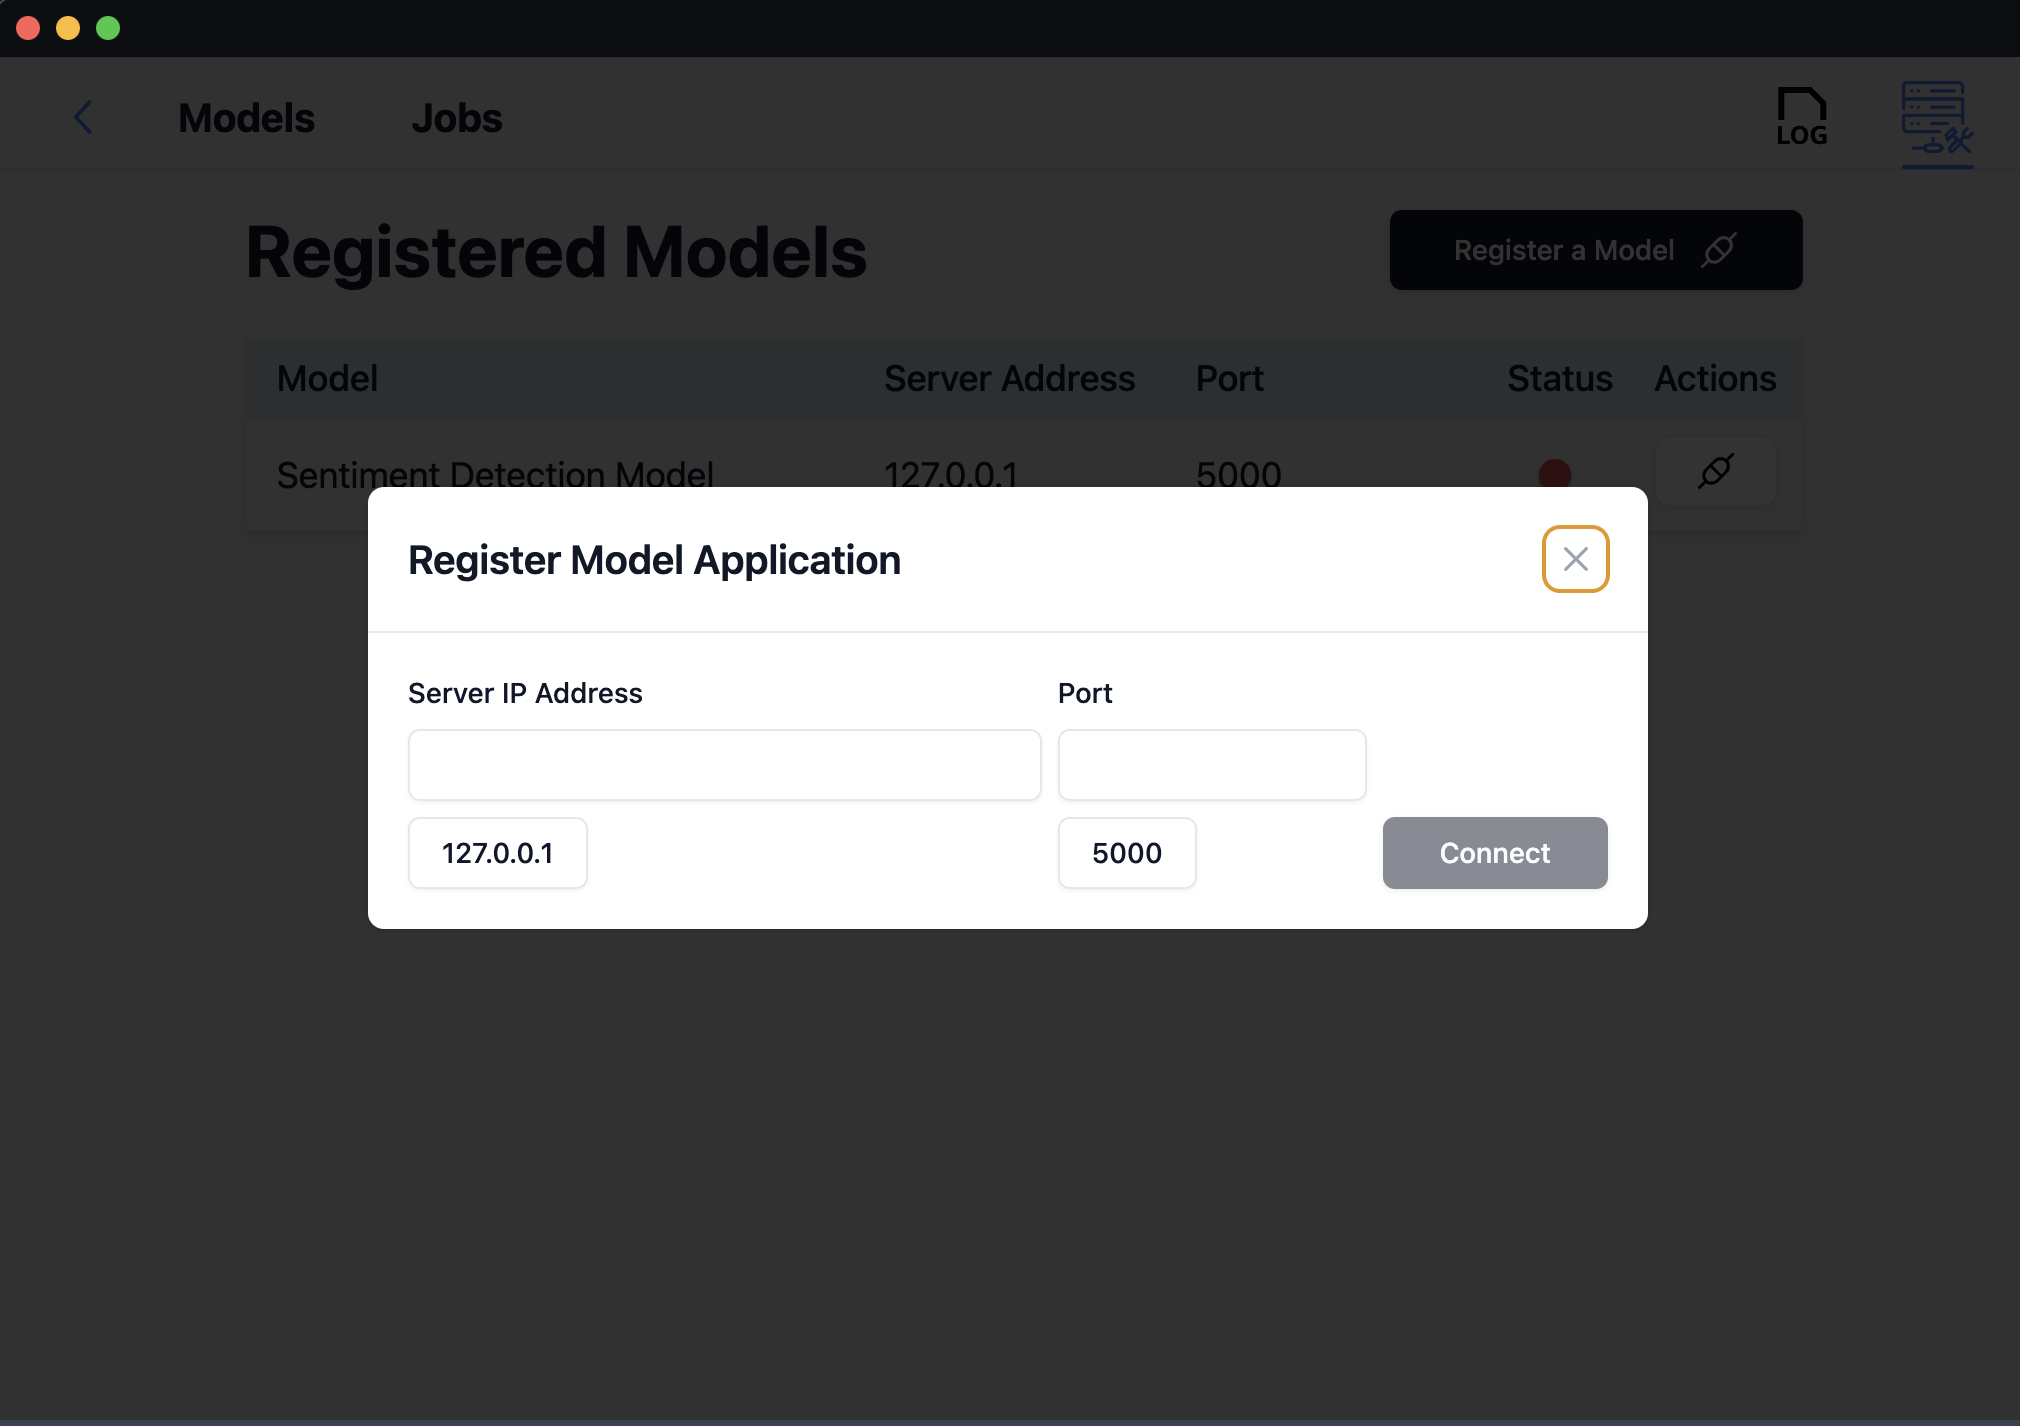 Models Jobs
LOG
Registered Models
Register a Model
Model Server Address Port Status Actions
Sentiment Detection Model 127.0.0.1 5000
Register Model Application
Server IP Address Port
127.0.0.1 5000 Connect